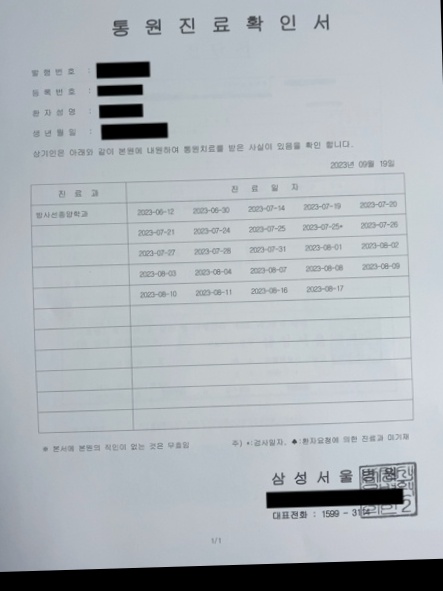 통 원 진 료 확 인 서
발 행 번 호 :
등 록 번 호 :
환 자 성 명 :
생 년 월 일 :
상기인은 아래와 같이 본원에 내원하여 통원치료를 받은 사실이 있음을 확인 합니다.
2023년 09월 19일
진 료 과 진 료 일 자
방사선종양학과 2023-06-12 2023-06-30 2023-07-14 2023-07-19 2023-07-20
2023-07-21 2023-07-24 2023-07-25 2023-07-25* 2023-07-26
2023-07-27 2023-07-28 2023-07-31 2023-08-01 2023-08-02
2023-08-03 2023-08-04 2023-08-07 2023-08-08 2023-08-09
2023-08-10 2023-08-11 2023-08-16 2023-08-17
※ 본서에 본원의 직인이 없는 것은 무효임 주) *:검사일자, ♠:환자요청에 의한 진료과 미기재
삼 성 서 울 병 원
대표전화 : 1599 - 3114
1/1